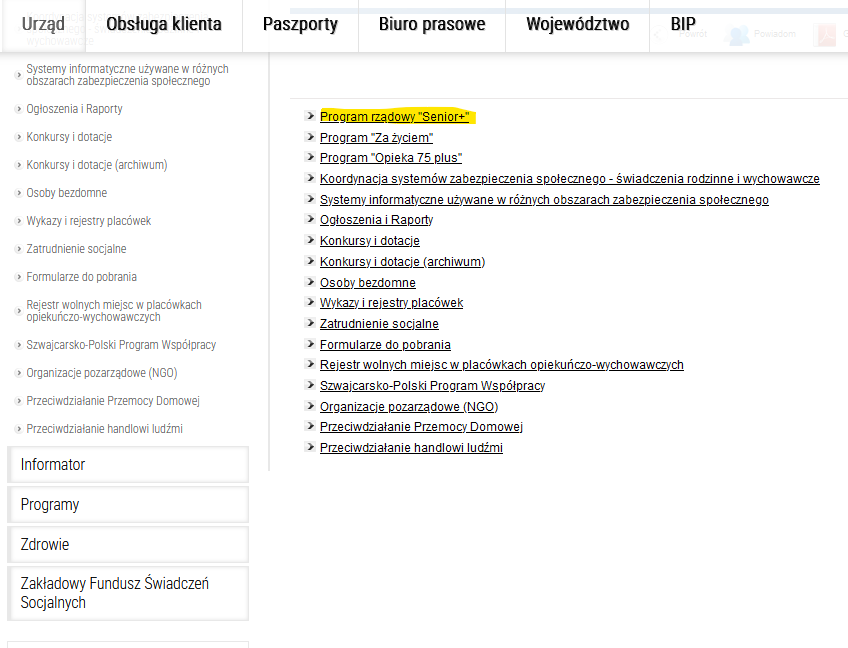 Urząd
Obsługa klienta
Paszporty
Biuro prasowe
Województwo
BIP
Powrót
Powiadom
Systemy informatyczne używane w różnych
obszarach zabezpieczenia społecznego
Ogłoszenia i Raporty
Konkursy i dotacje
Konkursy i dotacje (archiwum)
Osoby bezdomne
Wykazy i rejestry placówek
Zatrudnienie socjalne
Formularze do pobrania
Rejestr wolnych miejsc w placówkach
opiekuńczo-wychowawczych
Szwajcarsko-Polski Program Współpracy
Organizacje pozarządowe (NGO)
Przeciwdziałanie Przemocy Domowej
Przeciwdziałanie handlowi ludźmi
Informator
Programy
Zdrowie
Zakładowy Fundusz Świadczeń
Socjalnych
Program rządowy "Senior+"
Program "Za życiem"
Program "Opieka 75 plus"
Koordynacja systemów zabezpieczenia społecznego - świadczenia rodzinne i wychowawcze
Systemy informatyczne używane w różnych obszarach zabezpieczenia społecznego
Ogłoszenia i Raporty
Konkursy i dotacje
Konkursy i dotacje (archiwum)
Osoby bezdomne
Wykazy i rejestry placówek
Zatrudnienie socjalne
Formularze do pobrania
Rejestr wolnych miejsc w placówkach opiekuńczo-wychowawczych
Szwajcarsko-Polski Program Współpracy
Organizacje pozarządowe (NGO)
Przeciwdziałanie Przemocy Domowej
Przeciwdziałanie handlowi ludźmi